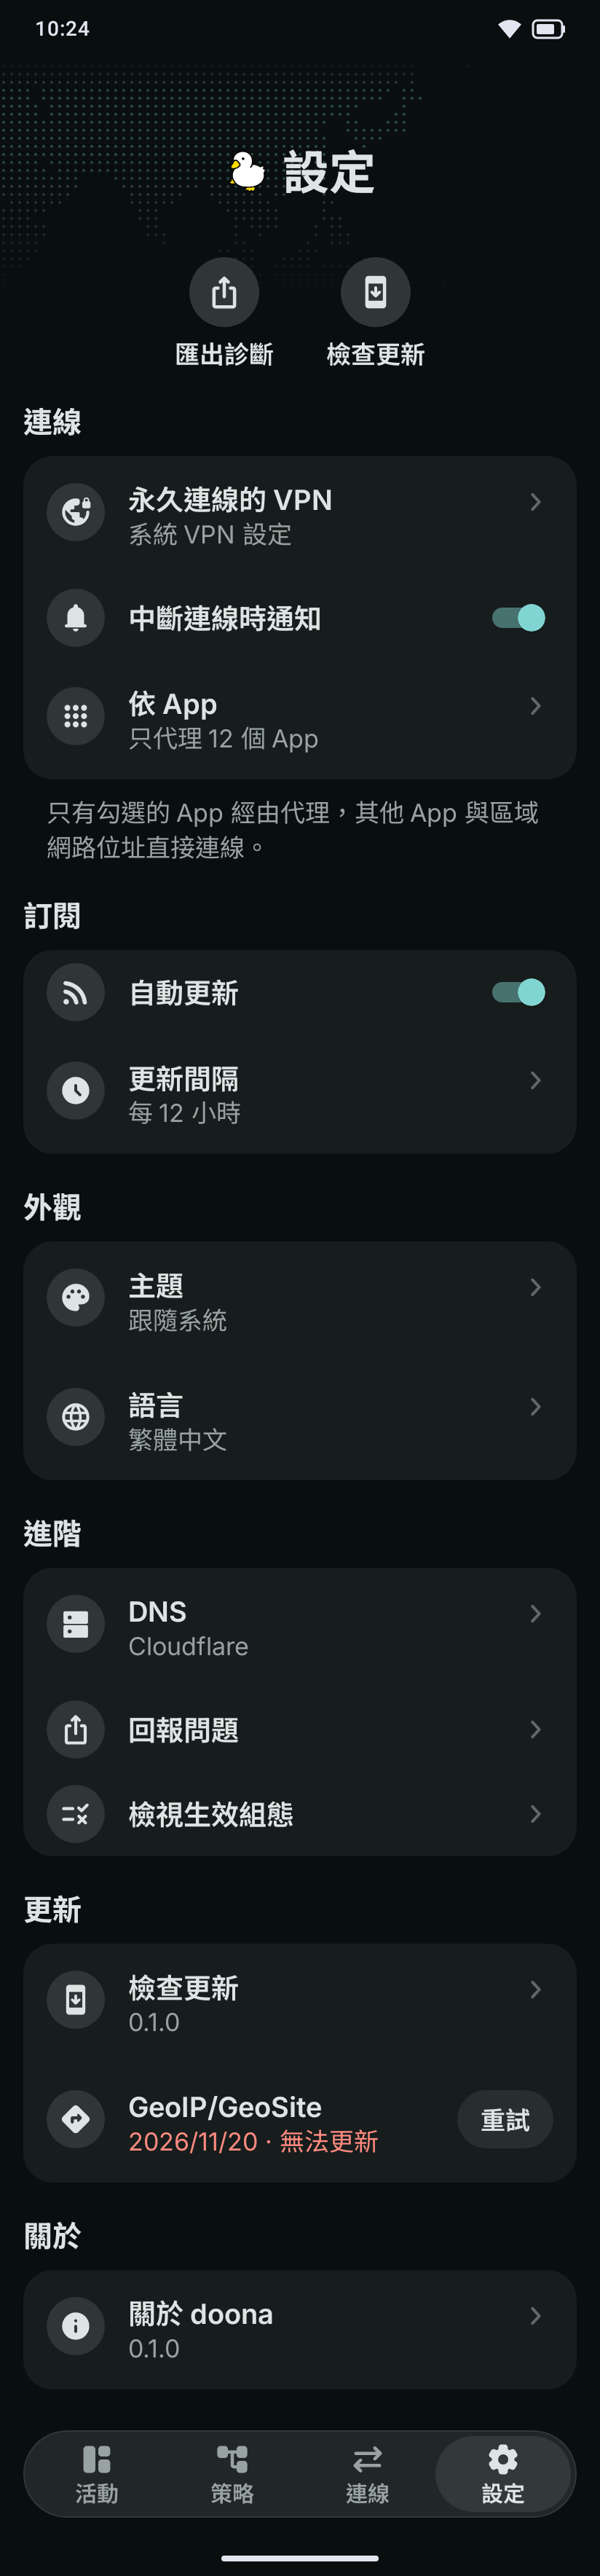 10:24
設定
匯出診斷
檢查更新
連線
永久連線的 VPN
系統 VPN 設定
中斷連線時通知
依 App
只代理 12 個 App
只有勾選的 App 經由代理，其他 App 與區域
網路位址直接連線。
訂閱
自動更新
更新間隔
每 12 小時
外觀
主題
跟隨系統
語言
繁體中文
進階
DNS
Cloudflare
回報問題
檢視生效組態
更新
檢查更新
0.1.0
GeoIP/GeoSite
2026/11/20 · 無法更新
重試
關於
關於 doona
0.1.0
活動
策略
連線
設定